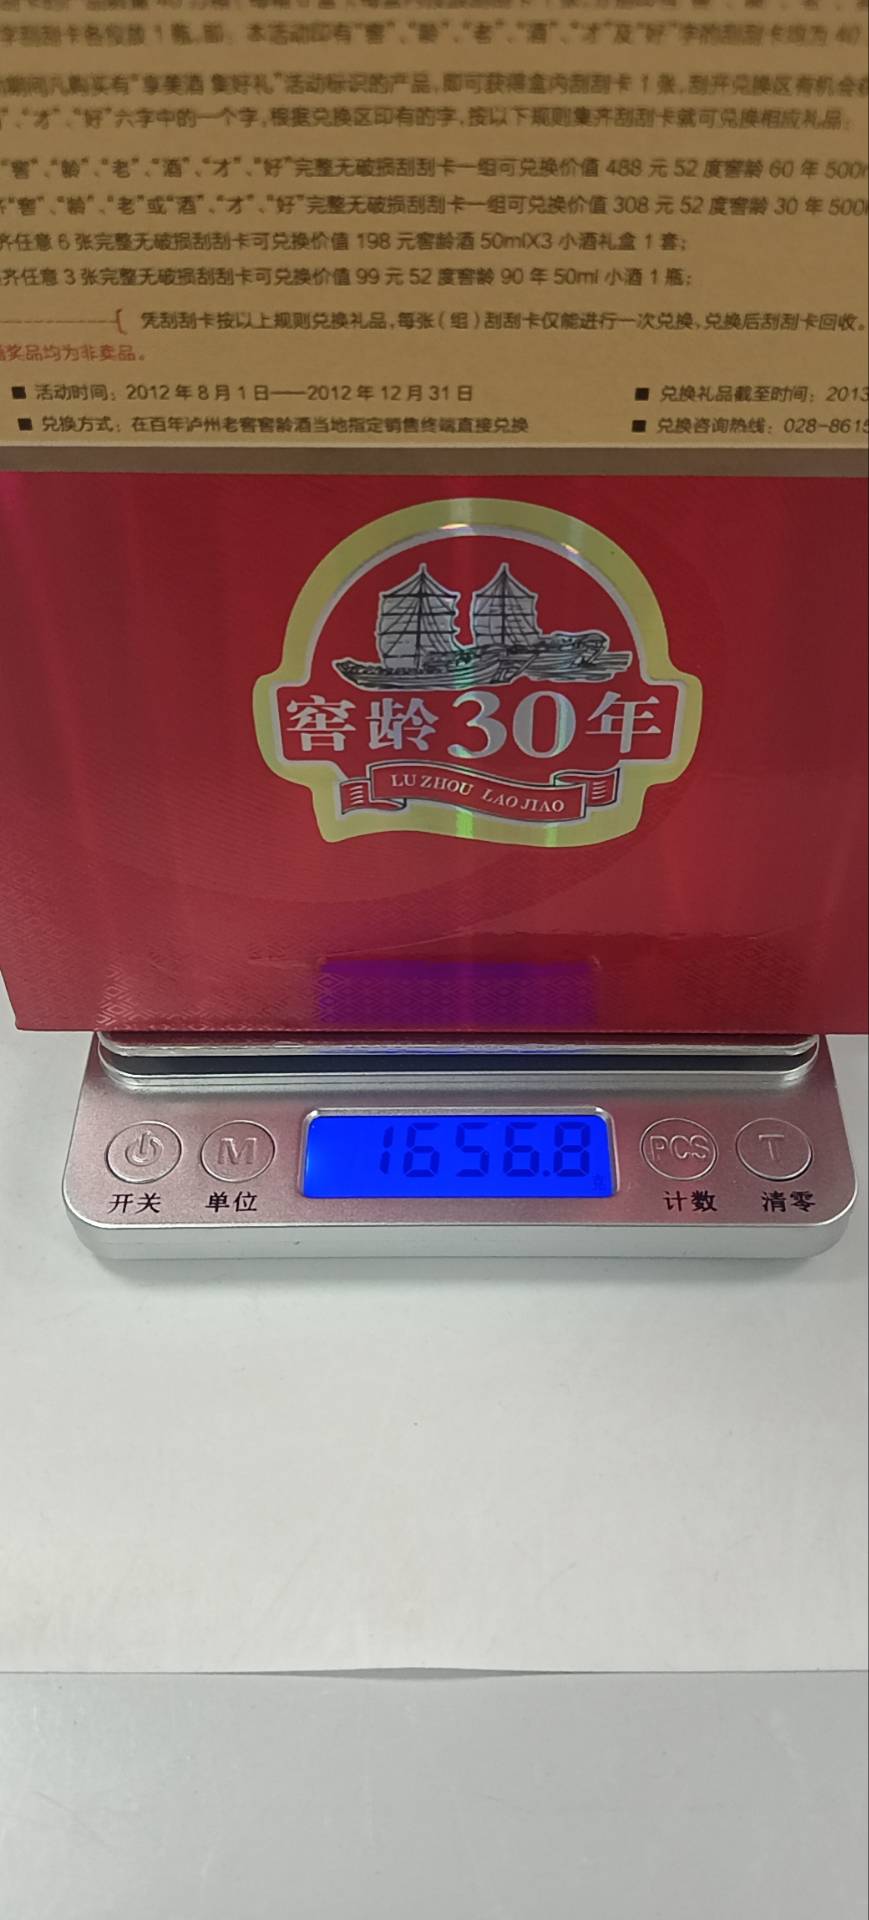 字刮刮卡各投放 1 瓶,即：本活动印有“窖”、“龄”、“老”、“酒”、“才”及“好”字的刮刮卡均为 40
期间凡购买有“享美酒 集好礼”活动标识的产品,即可获得盒内刮刮卡 1 张,刮开兑换区有机会
、“才”、“好”六字中的一个字,根据兑换区印有的字,按以下规则集齐刮刮卡就可兑换相应礼品：
“窖”、“龄”、“老”、“酒”、“才”、“好”完整无破损刮刮卡一组可兑换价值 488 元 52 度窖龄 60 年 500m
“窖”、“龄”、“老”或“酒”、“才”、“好”完整无破损刮刮卡一组可兑换价值 308 元 52 度窖龄 30 年 500
齐任意 6 张完整无破损刮刮卡可兑换价值 198 元窖龄酒 50mlX3 小酒礼盒 1 套;
齐任意 3 张完整无破损刮刮卡可兑换价值 99 元 52 度窖龄 90 年 50ml 小酒 1 瓶;
凭刮刮卡按以上规则兑换礼品,每张(组)刮刮卡仅能进行一次兑换,兑换后刮刮卡回收。
奖品均为非卖品。
■ 活动时间：2012 年 8 月 1 日——2012 年 12 月 31 日 ■ 兑换礼品截至时间：2013
■ 兑换方式：在百年泸州老窖窖龄酒当地指定销售终端直接兑换 ■ 兑换咨询热线：028-8615
窖龄30年
LU ZHOU LAO JIAO
1656.8
M PCS T
开关 单位 计数 清零